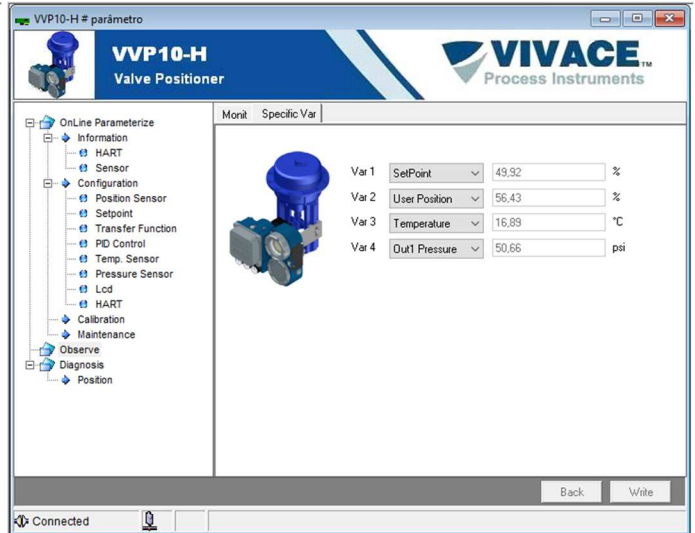 VVP10-H # parâmetro
VVP10-H
Valve Positioner
VIVACE TM
Process Instruments
OnLine Parameterize
Information
HART
Sensor
Configuration
Position Sensor
Setpoint
Transfer Function
PID Control
Temp. Sensor
Pressure Sensor
Lcd
HART
Calibration
Maintenance
Observe
Diagnosis
Position
Monit Specific Var
Var 1 SetPoint 49,92 %
Var 2 User Position 56,43 %
Var 3 Temperature 16,89 °C
Var 4 Out1 Pressure 50,66 psi
Back Write
Connected